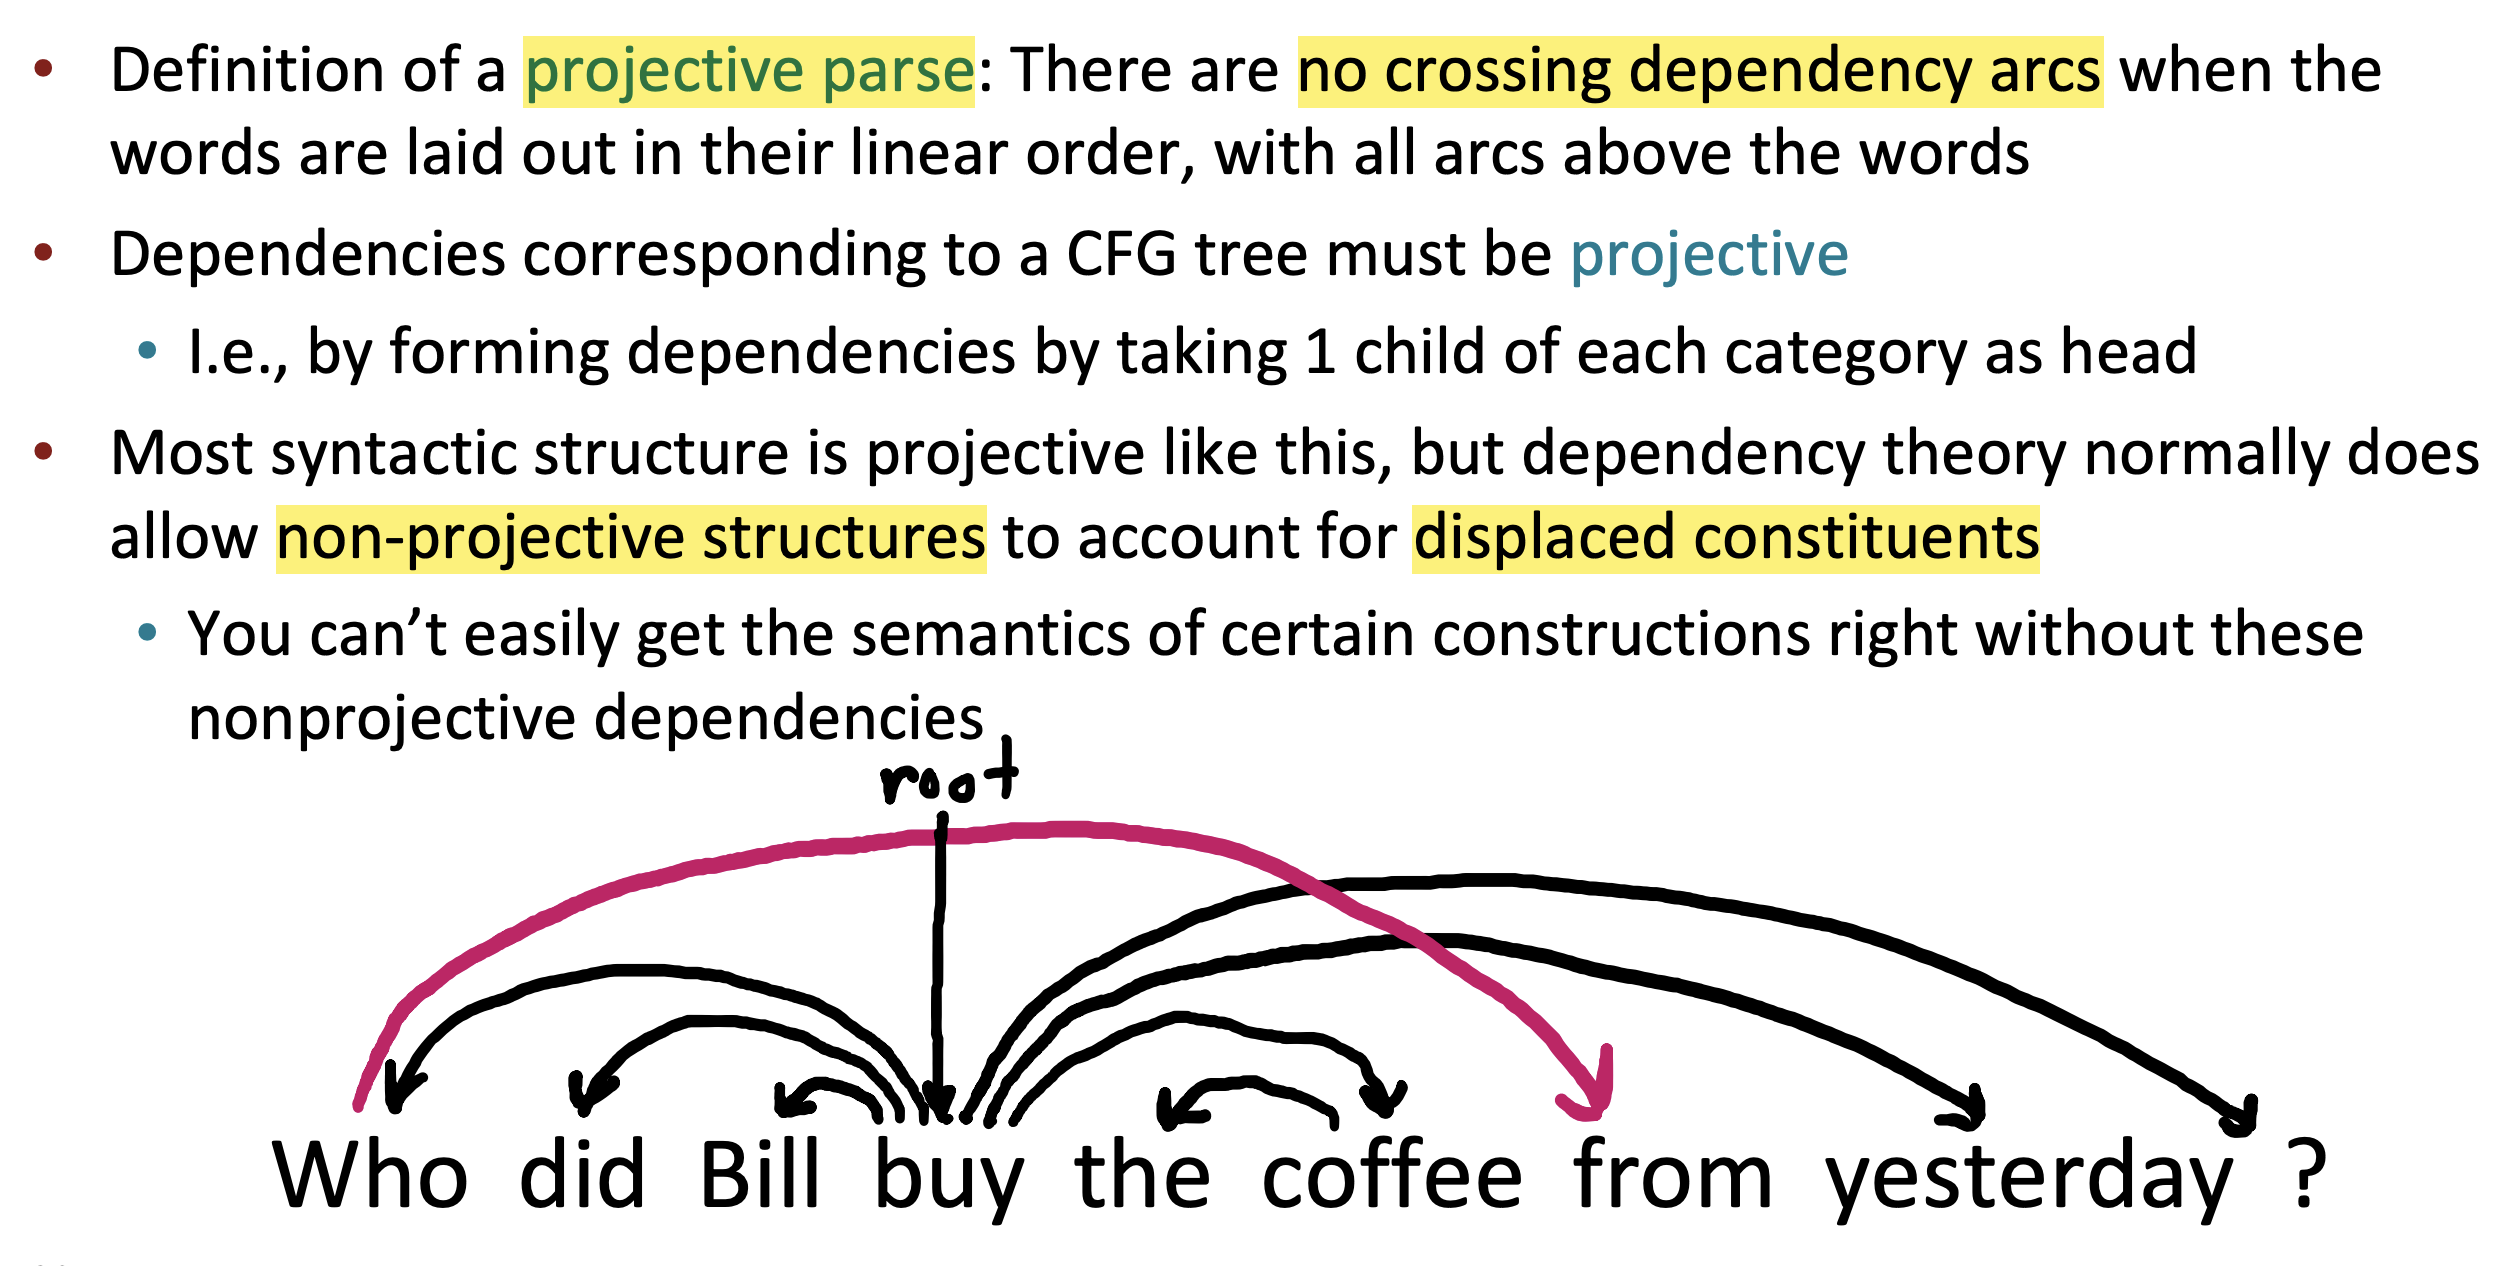 • Definition of a projective parse: There are no crossing dependency arcs when the
words are laid out in their linear order, with all arcs above the words
• Dependencies corresponding to a CFG tree must be projective
• I.e., by forming dependencies by taking 1 child of each category as head
• Most syntactic structure is projective like this, but dependency theory normally does
allow non-projective structures to account for displaced constituents
• You can’t easily get the semantics of certain constructions right without these
nonprojective dependencies
root
Who did Bill buy the coffee from yesterday ?